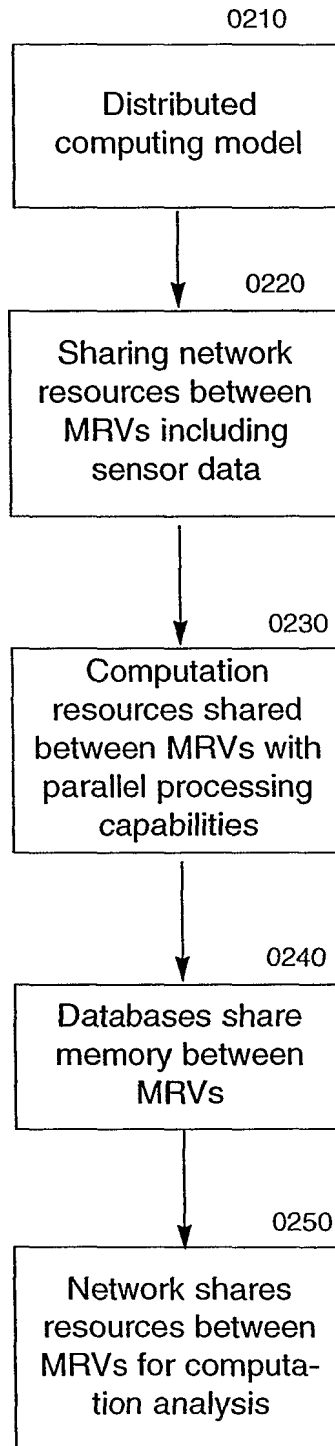 0210
Distributed
computing model
0220
Sharing network
resources between
MRVs including
sensor data
0230
Computation
resources shared
between MRVs with
parallel processing
capabilities
0240
Databases share
memory between
MRVs
0250
Network shares
resources between
MRVs for computa-
tion analysis